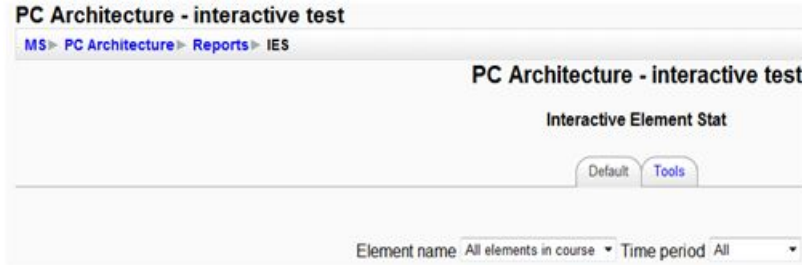 PC Architecture - interactive test
MS ► PC Architecture ► Reports ► IES
PC Architecture - interactive test
Interactive Element Stat
Default Tools
Element name All elements in course Time period All